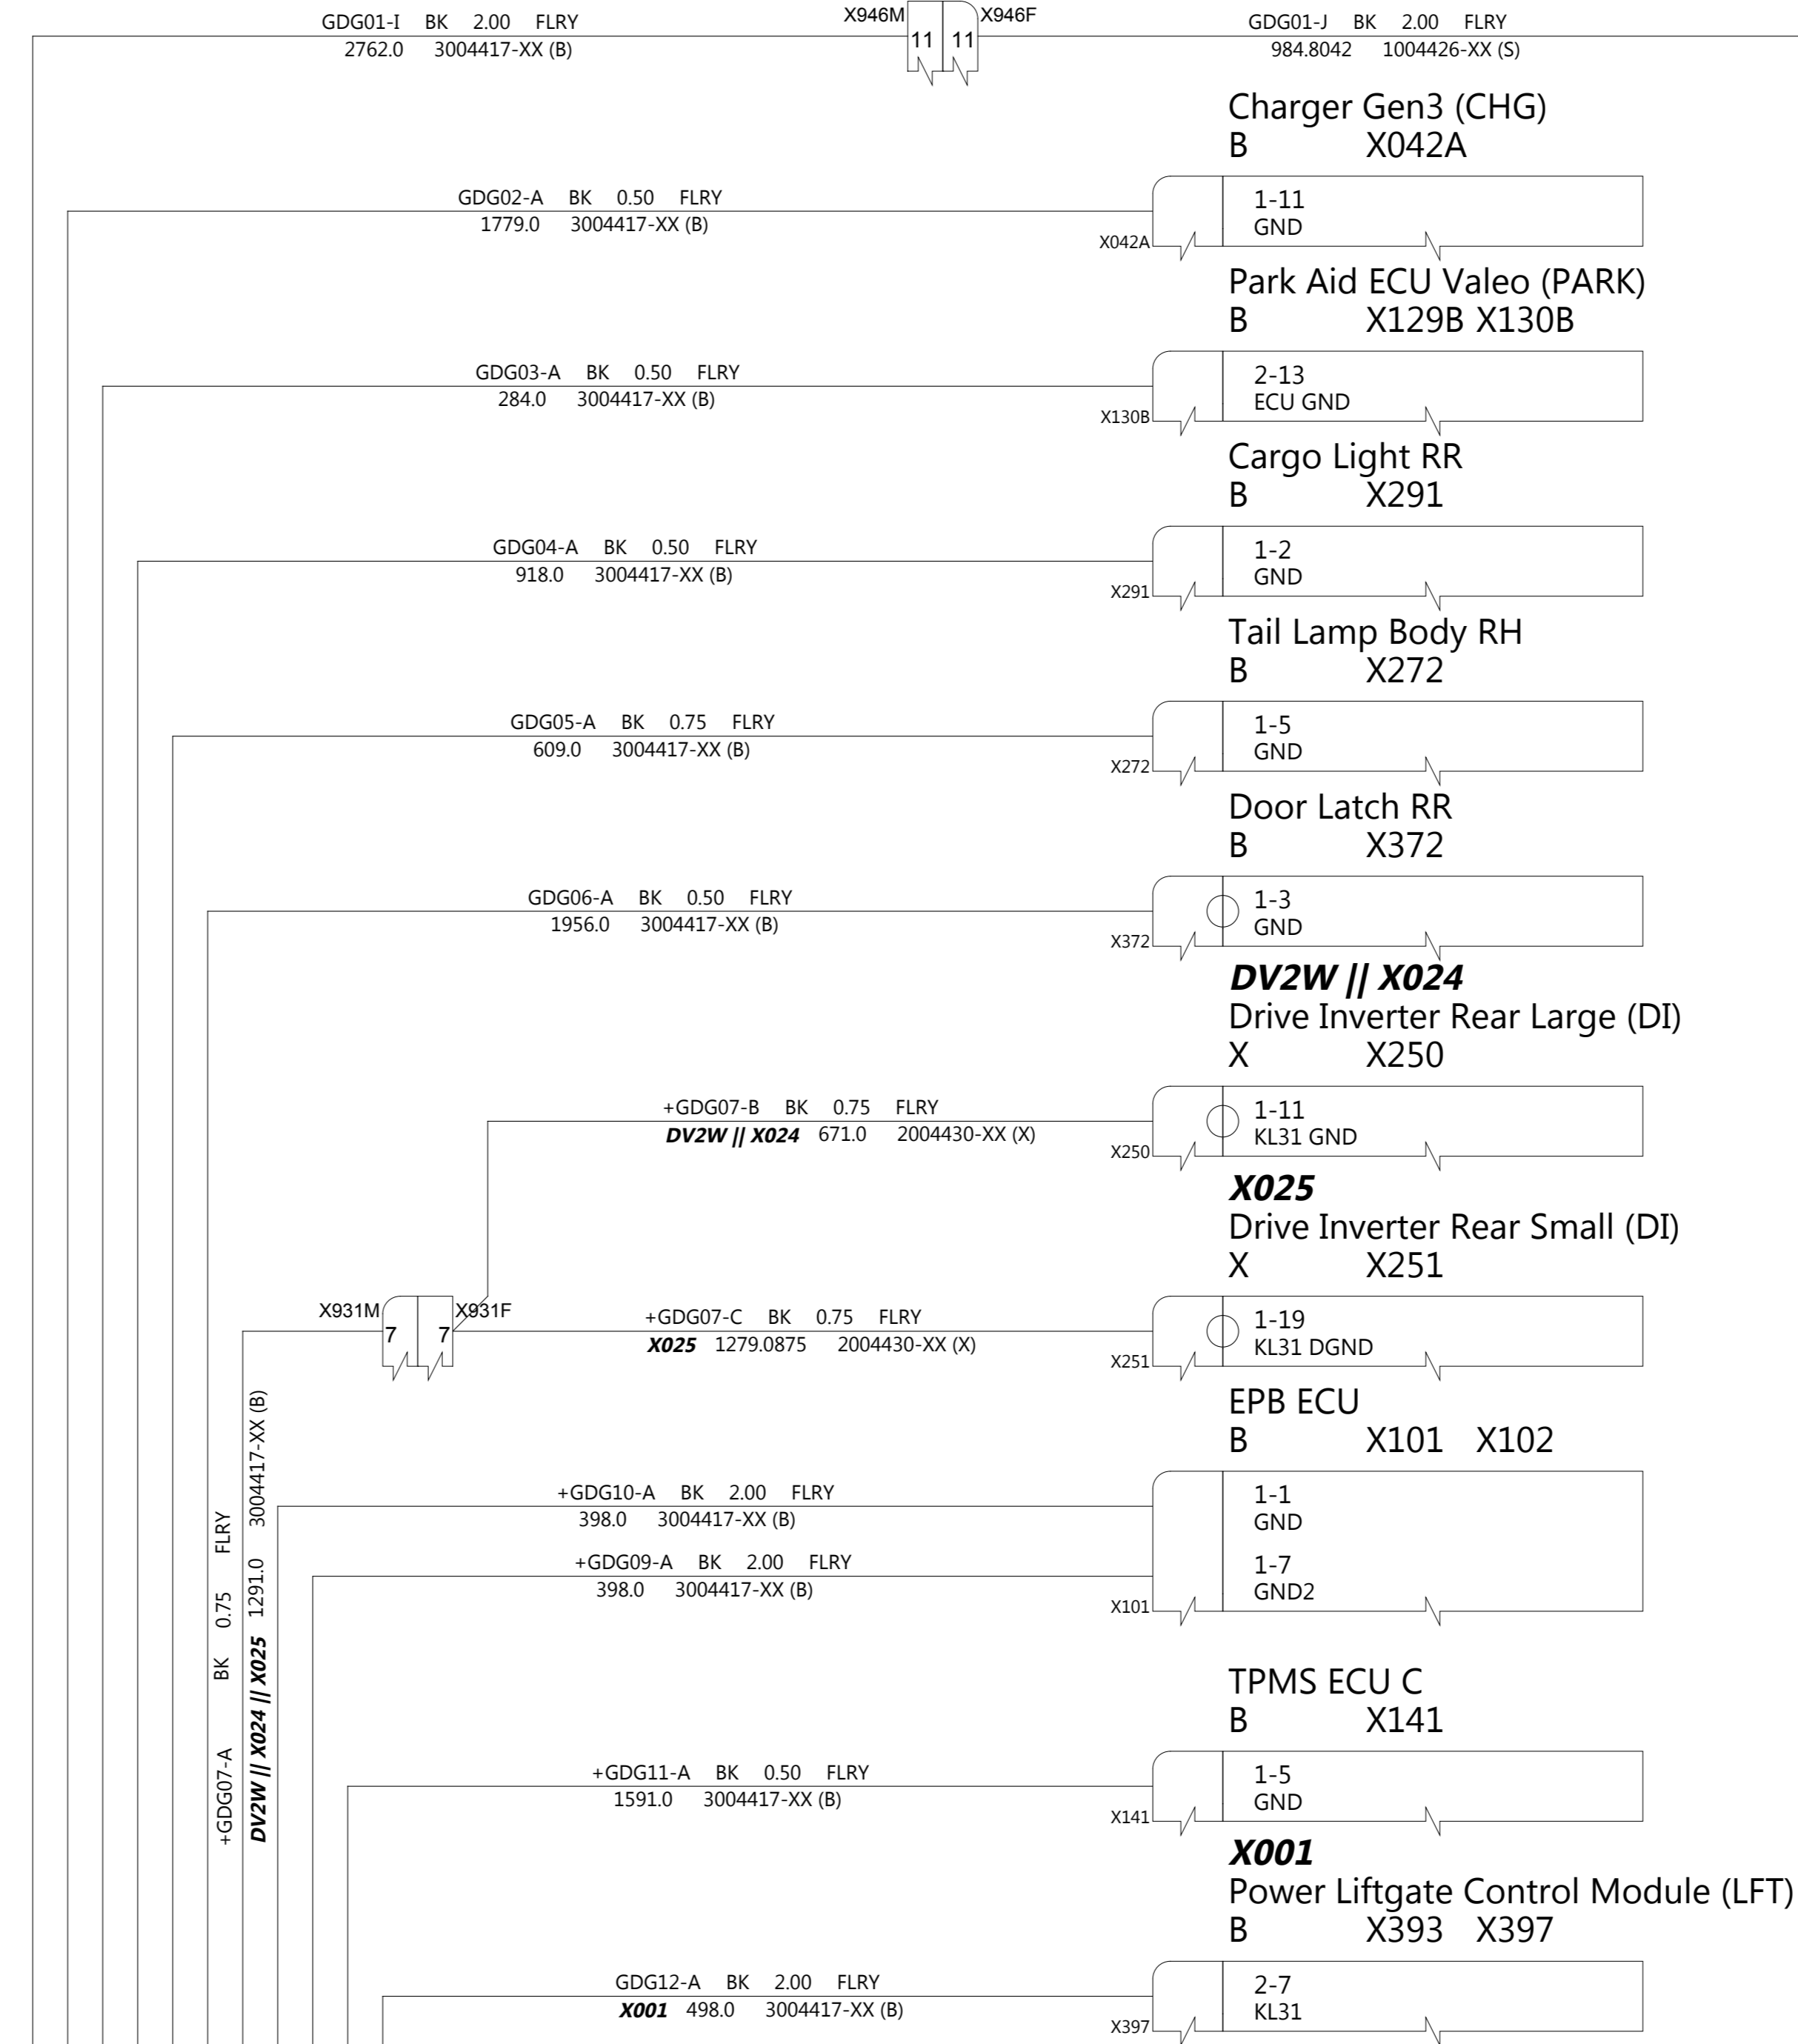 GDG01-I BK 2.00 FLRY
2762.0 3004417-XX (B)
X946M
X946F
11 11
GDG01-J BK 2.00 FLRY
984.8042 1004426-XX (S)
Charger Gen3 (CHG)
B X042A
GDG02-A BK 0.50 FLRY
1779.0 3004417-XX (B)
1-11
GND
X042A
Park Aid ECU Valeo (PARK)
B X129B X130B
GDG03-A BK 0.50 FLRY
284.0 3004417-XX (B)
2-13
ECU GND
X130B
Cargo Light RR
B X291
GDG04-A BK 0.50 FLRY
918.0 3004417-XX (B)
1-2
GND
X291
Tail Lamp Body RH
B X272
GDG05-A BK 0.75 FLRY
609.0 3004417-XX (B)
1-5
GND
X272
Door Latch RR
B X372
GDG06-A BK 0.50 FLRY
1956.0 3004417-XX (B)
1-3
GND
X372
DV2W || X024
Drive Inverter Rear Large (DI)
X X250
+GDG07-B BK 0.75 FLRY
DV2W || X024 671.0 2004430-XX (X)
1-11
KL31 GND
X250
X025
Drive Inverter Rear Small (DI)
X X251
X931M
X931F
7 7
+GDG07-C BK 0.75 FLRY
X025 1279.0875 2004430-XX (X)
1-19
KL31 DGND
X251
+GDG07-A BK 0.75 FLRY
DV2W || X024 || X025 1291.0 3004417-XX (B)
EPB ECU
B X101 X102
+GDG10-A BK 2.00 FLRY
398.0 3004417-XX (B)
1-1
GND
+GDG09-A BK 2.00 FLRY
398.0 3004417-XX (B)
1-7
GND2
X101
TPMS ECU C
B X141
+GDG11-A BK 0.50 FLRY
1591.0 3004417-XX (B)
1-5
GND
X141
X001
Power Liftgate Control Module (LFT)
B X393 X397
GDG12-A BK 2.00 FLRY
X001 498.0 3004417-XX (B)
2-7
KL31
X397